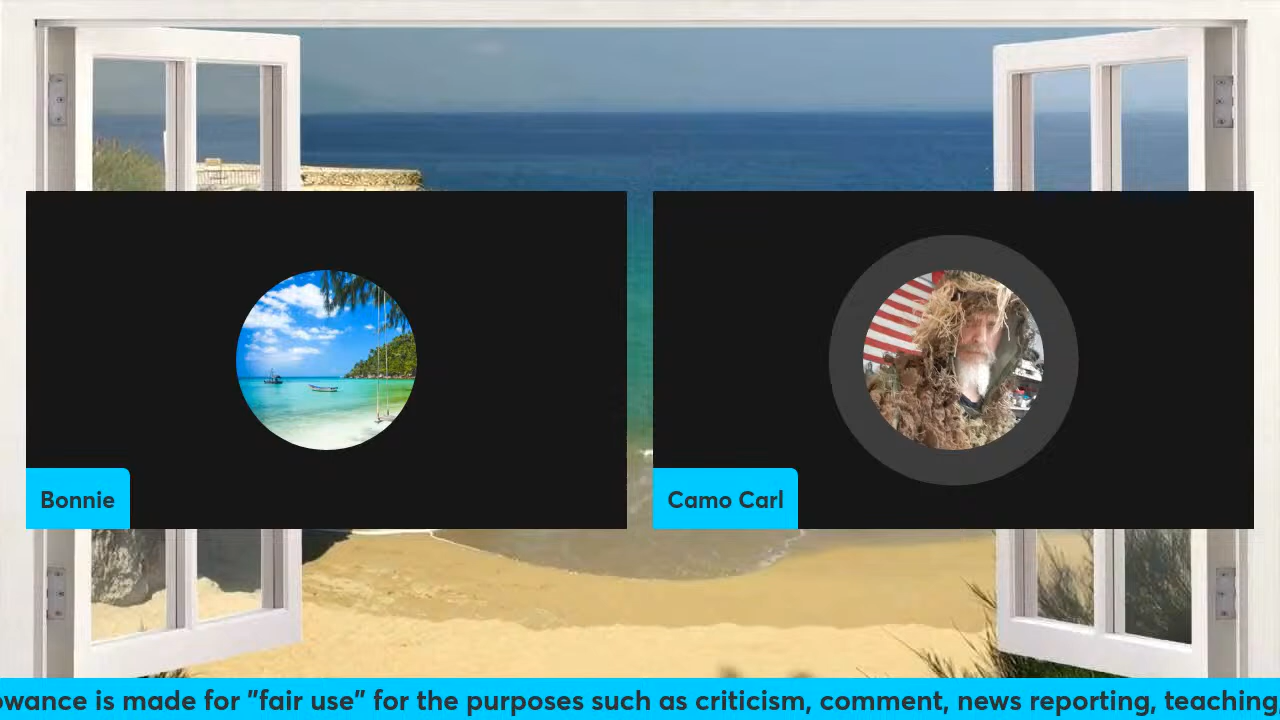 Bonnie
Camo Carl
owance is made for "fair use" for the purposes such as criticism, comment, news reporting, teaching,